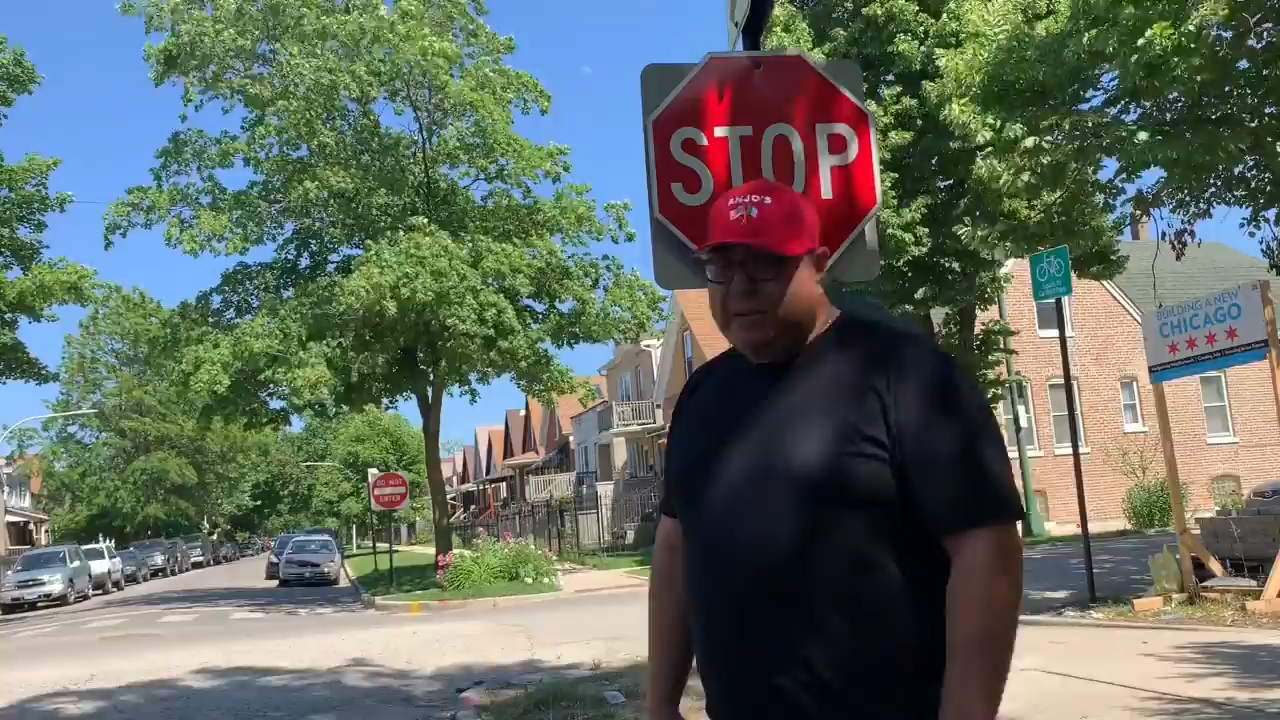 STOP
ANJO'S
DO NOT
ENTER
BUILDING A NEW
CHICAGO